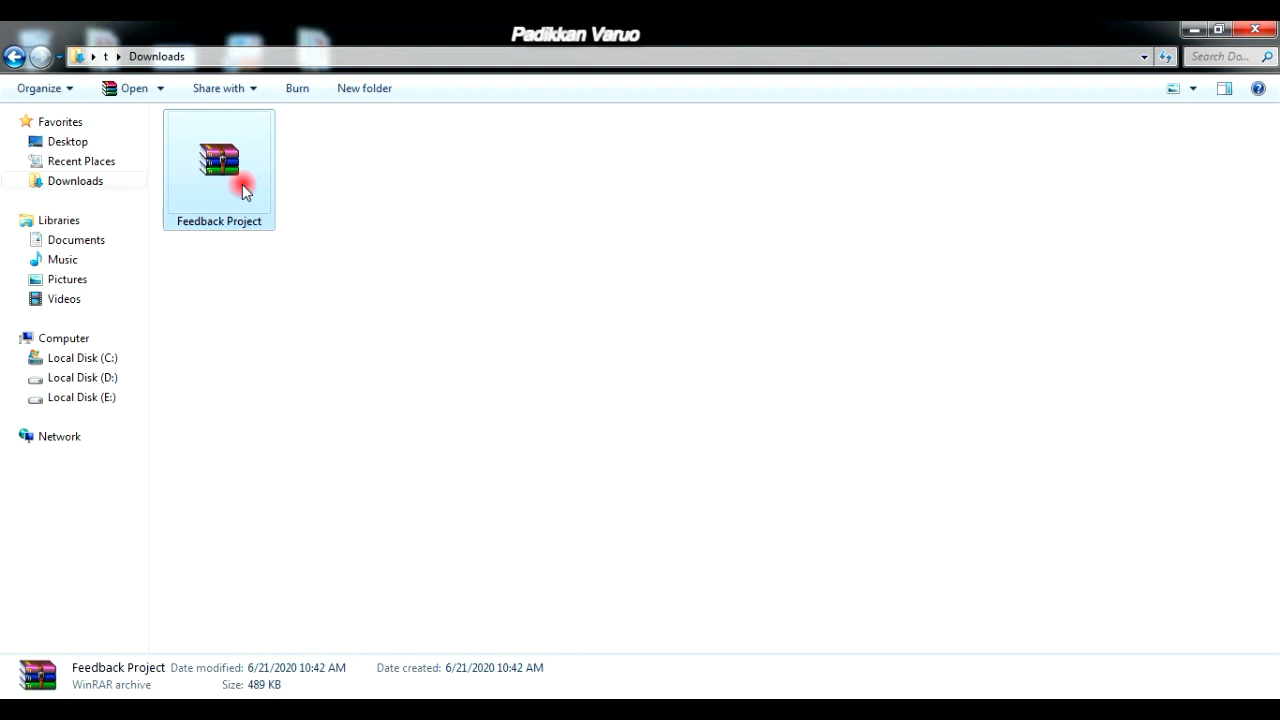 Padikkan Varuo
t Downloads
Search Do...
Organize Open Share with Burn New folder
Favorites
Desktop
Recent Places
Downloads
Libraries
Documents
Music
Pictures
Videos
Computer
Local Disk (C:)
Local Disk (D:)
Local Disk (E:)
Network
Feedback Project
Feedback Project Date modified: 6/21/2020 10:42 AM Date created: 6/21/2020 10:42 AM
WinRAR archive Size: 489 KB